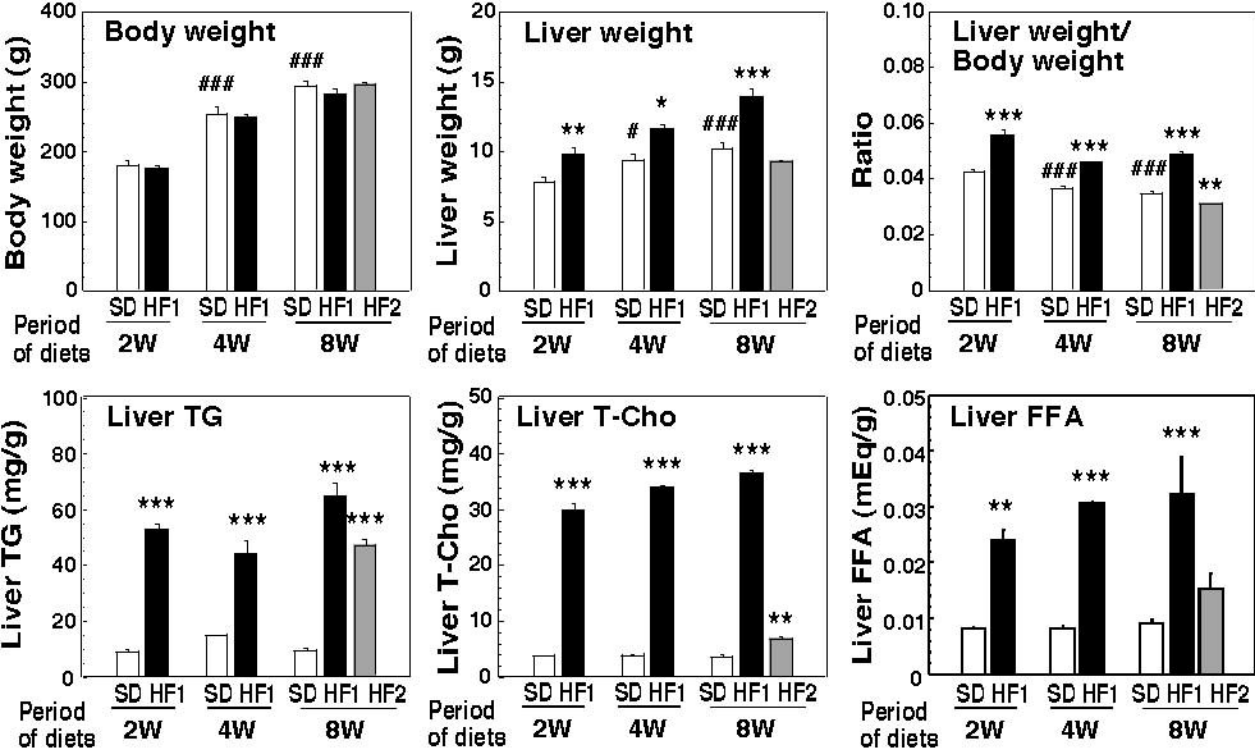 Body weight
Body weight (g)
400
300
200
100
0
###
###
SD HF1 SD HF1 SD HF1 HF2
Period of diets
2W 4W 8W
Liver weight
Liver weight (g)
20
15
10
5
0
**
#
*
###
***
SD HF1 SD HF1 SD HF1 HF2
Period of diets
2W 4W 8W
Liver weight/
Body weight
Ratio
0.10
0.08
0.06
0.04
0.02
0.00
***
###
***
###
***
**
SD HF1 SD HF1 SD HF1 HF2
Period of diets
2W 4W 8W
Liver TG
Liver TG (mg/g)
100
80
60
40
20
0
***
***
***
***
SD HF1 SD HF1 SD HF1 HF2
Period of diets
2W 4W 8W
Liver T-Cho
Liver T-Cho (mg/g)
50
40
30
20
10
0
***
***
***
**
SD HF1 SD HF1 SD HF1 HF2
Period of diets
2W 4W 8W
Liver FFA
Liver FFA (mEq/g)
0.05
0.04
0.03
0.02
0.01
0
**
***
***
SD HF1 SD HF1 SD HF1 HF2
Period of diets
2W 4W 8W